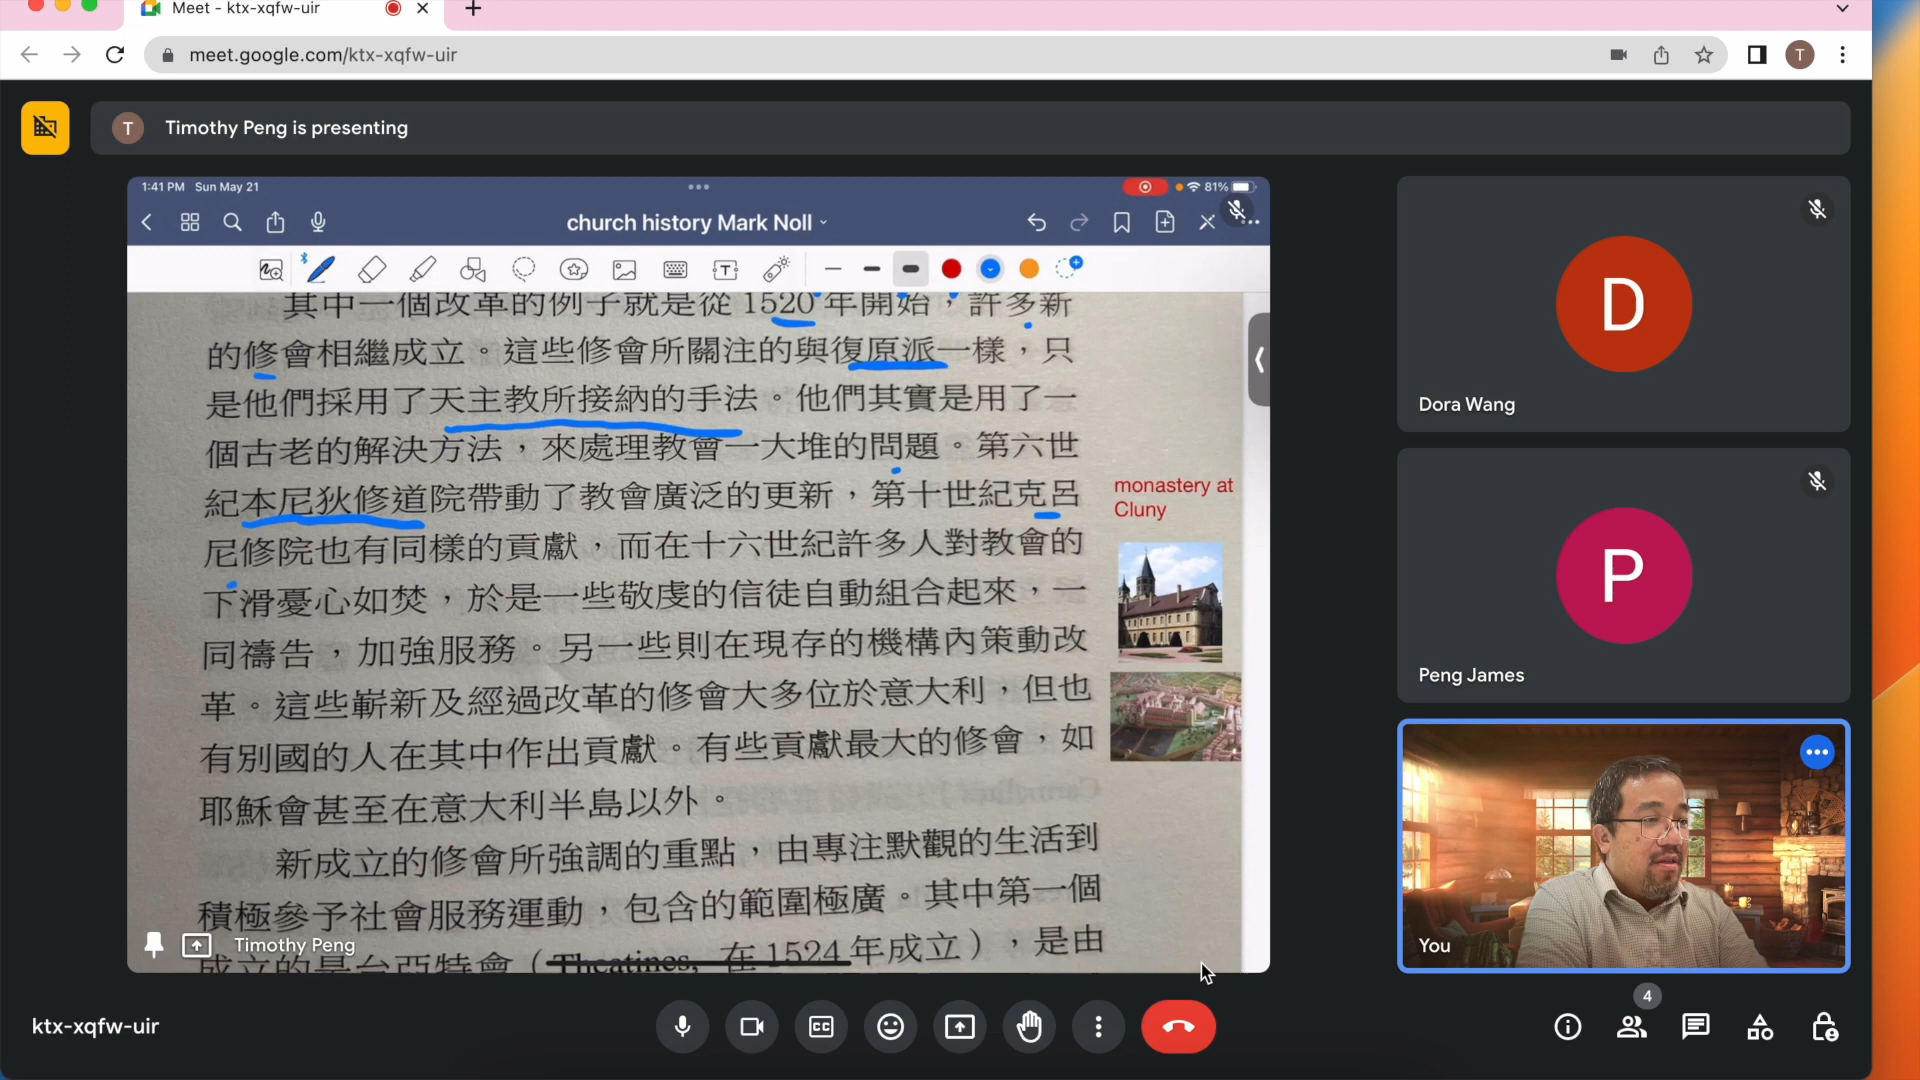 Meet - ktx-xqfw-uir
meet.google.com/ktx-xqfw-uir
T
T
Timothy Peng is presenting
1:41 PM Sun May 21
81%
church history Mark Noll
T
其中一個改革的例子就是從 1520 年開始，許多新
的修會相繼成立。這些修會所關注的與復原派一樣，只
是他們採用了天主教所接納的手法。他們其實是用了一
個古老的解決方法，來處理教會一大堆的問題。第六世
紀本尼狄修道院帶動了教會廣泛的更新，第十世紀克呂
尼修院也有同樣的貢獻，而在十六世紀許多人對教會的
下滑憂心如焚，於是一些敬虔的信徒自動組合起來，一
同禱告，加強服務。另一些則在現存的機構內策動改
革。這些嶄新及經過改革的修會大多位於意大利，但也
有別國的人在其中作出貢獻。有些貢獻最大的修會，如
耶穌會甚至在意大利半島以外。
新成立的修會所強調的重點，由專注默觀的生活到
積極參予社會服務運動，包含的範圍極廣。其中第一個
成立的是台亞特會（Theatines, 在 1524 年成立），是由
monastery at
Cluny
Timothy Peng
D
Dora Wang
P
Peng James
You
ktx-xqfw-uir
CC
4